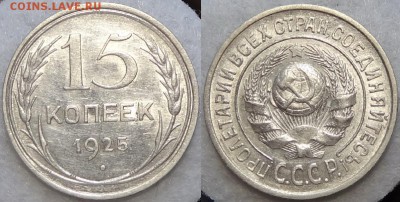 COINS.LAVE.RU
15
КОПЕЕК
1925
ПРОЛЕТАРИИ ВСЕХ СТРАН, СОЕДИНЯЙТЕСЬ!
С.С.С.Р.